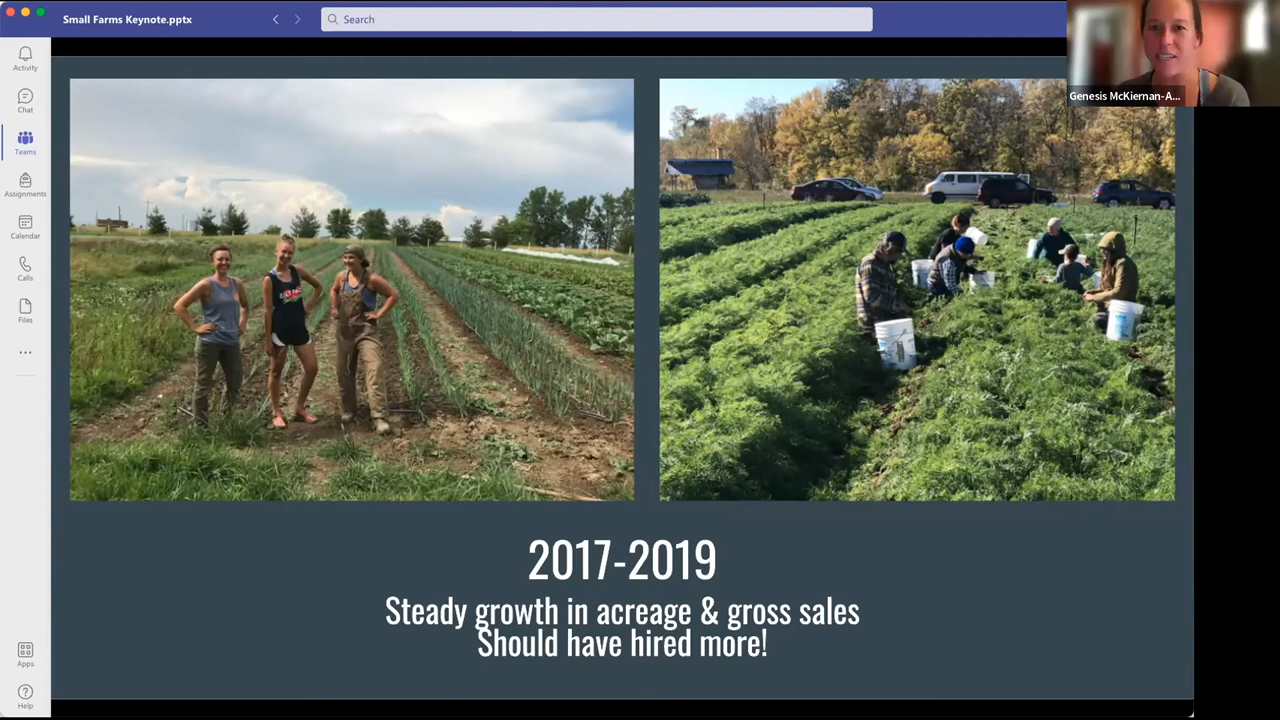 Small Farms Keynote.pptx
Search
Genesis McKiernan-A...
Activity
Chat
Teams
Assignments
Calendar
Calls
Files
Apps
Help
2017-2019
Steady growth in acreage & gross sales
Should have hired more!